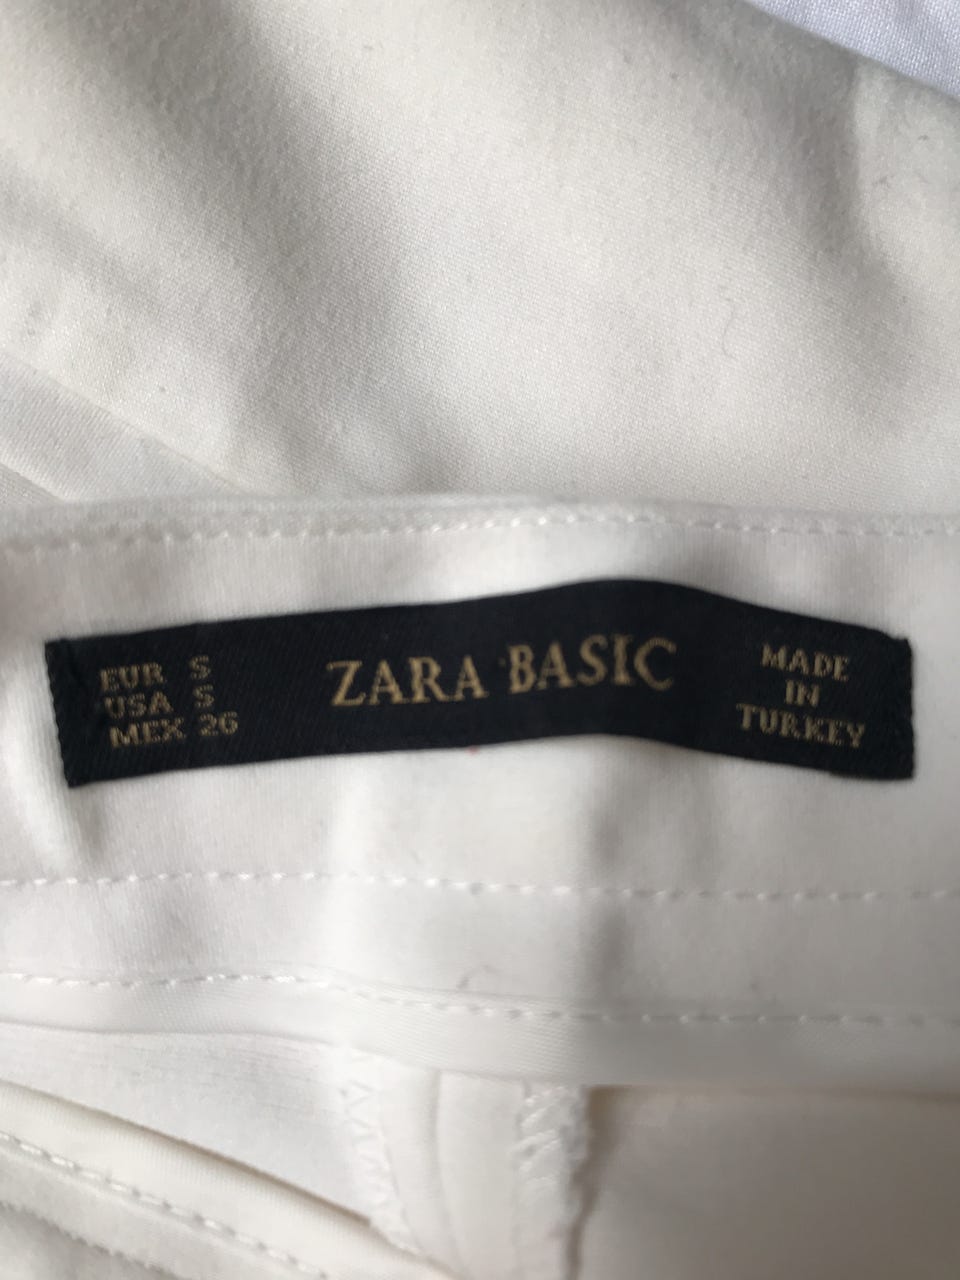 EUR S
USA S
MEX 26
ZARA BASIC
MADE
IN
TURKEY